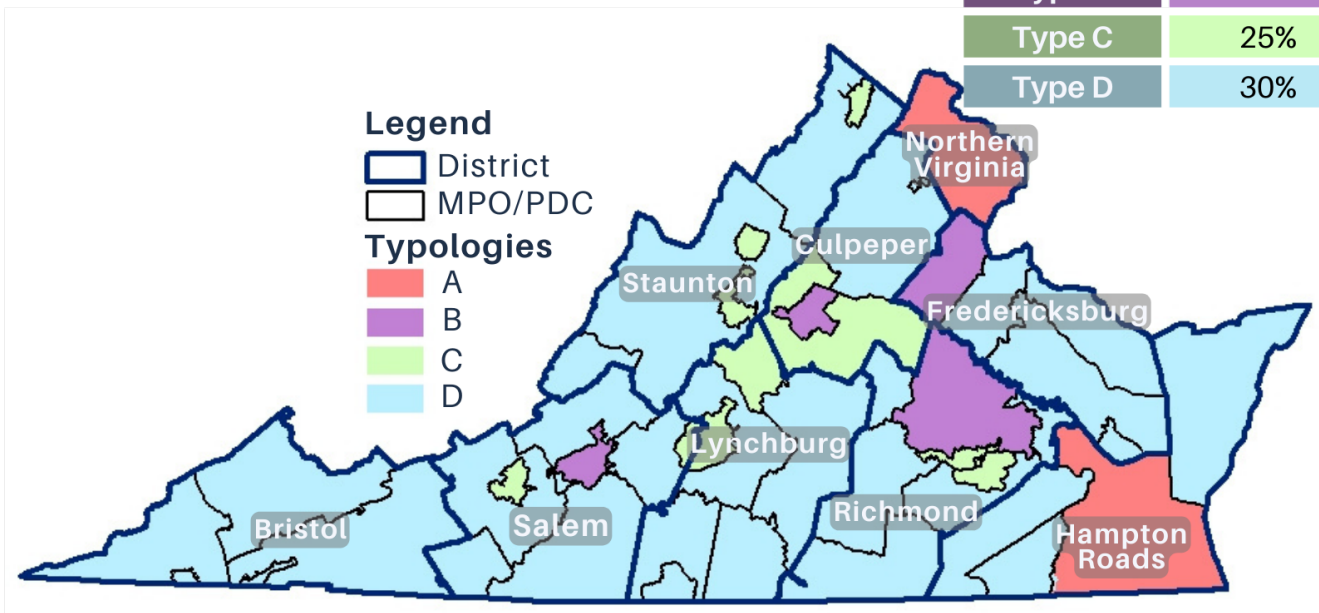 Type C 25%
Type D 30%
Legend
District
MPO/PDC
Typologies
A
B
C
D
Northern
Virginia
Culpeper
Staunton
Fredericksburg
Lynchburg
Richmond
Bristol
Salem
Hampton
Roads